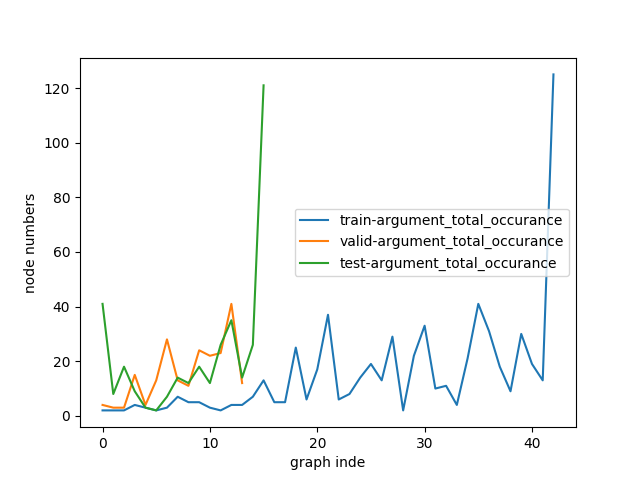 120
100
80
60
40
20
0
node numbers
train-argument_total_occurance
valid-argument_total_occurance
test-argument_total_occurance
0 10 20 30 40
graph inde